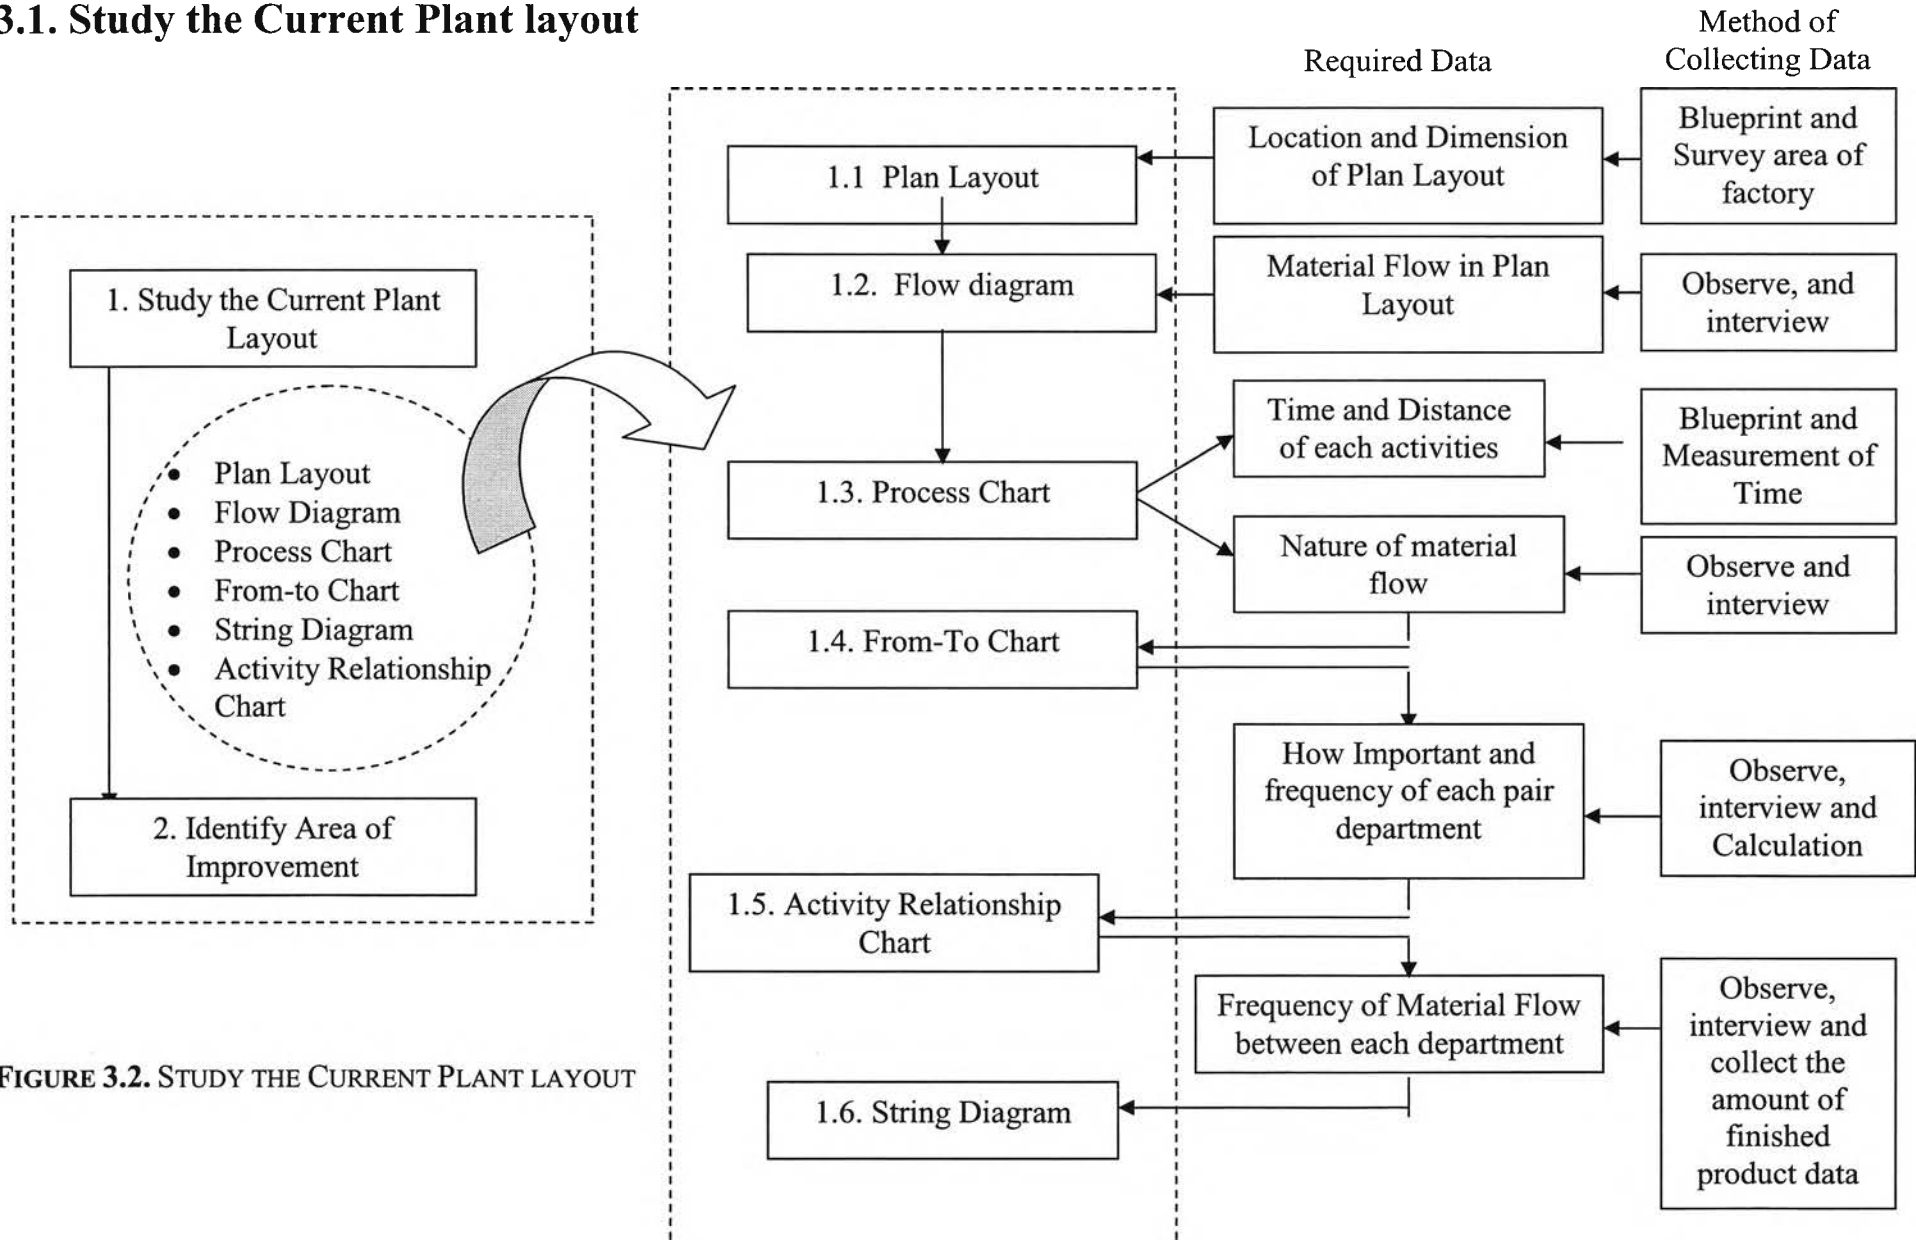 3.1. Study the Current Plant layout
Required Data
Method of
Collecting Data
1. Study the Current Plant
Layout
• Plan Layout
• Flow Diagram
• Process Chart
• From-to Chart
• String Diagram
• Activity Relationship
Chart
2. Identify Area of
Improvement
1.1 Plan Layout
Location and Dimension
of Plan Layout
Blueprint and
Survey area of
factory
1.2. Flow diagram
Material Flow in Plan
Layout
Observe, and
interview
1.3. Process Chart
Time and Distance
of each activities
Blueprint and
Measurement of
Time
Nature of material
flow
Observe and
interview
1.4. From-To Chart
How Important and
frequency of each pair
department
Observe,
interview and
Calculation
1.5. Activity Relationship
Chart
Frequency of Material Flow
between each department
Observe,
interview and
collect the
amount of
finished
product data
1.6. String Diagram
FIGURE 3.2. STUDY THE CURRENT PLANT LAYOUT